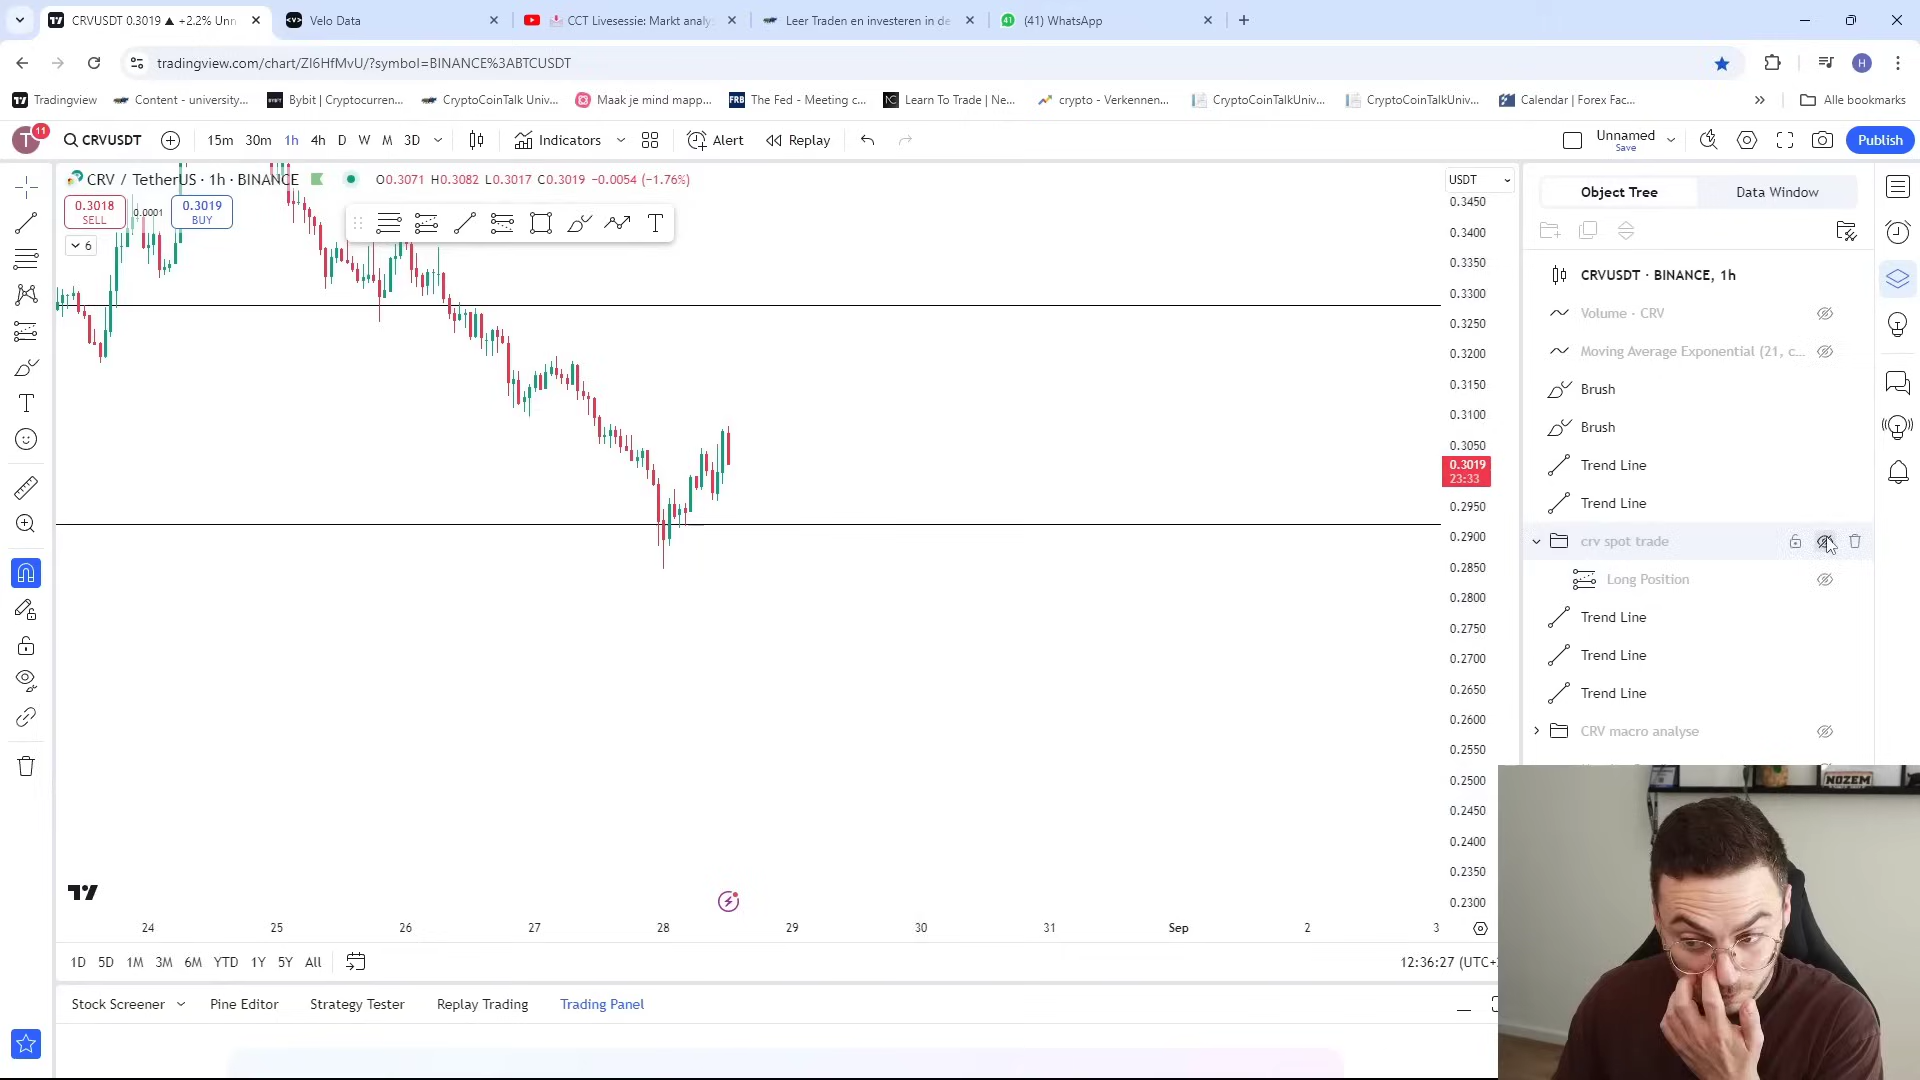 CRVUSDT 0.3019 ▲ +2.2% Unn
Velo Data
CCT Livesessie: Markt analys
Leer Traden en investeren in de
(41) WhatsApp
tradingview.com/chart/ZI6HfMvU/?symbol=BINANCE%3ABTCUSDT
H
Tradingview
Content - university...
Bybit | Cryptocurren...
CryptoCoinTalk Univ...
Maak je mind mapp...
FRB The Fed - Meeting c...
Learn To Trade | Ne...
crypto - Verkennen...
CryptoCoinTalkUniv...
CryptoCoinTalkUniv...
Calendar | Forex Fac...
Alle bookmarks
T 11
CRVUSDT
15m 30m 1h 4h D W M 3D
Indicators
Alert
Replay
Unnamed
Save
Publish
CRV / TetherUS · 1h · BINANCE
O0.3071 H0.3082 L0.3017 C0.3019 −0.0054 (−1.76%)
0.3018
SELL
0.0001
0.3019
BUY
6
USDT
0.3450
0.3400
0.3350
0.3300
0.3250
0.3200
0.3150
0.3100
0.3050
0.3019
23:33
0.2950
0.2900
0.2850
0.2800
0.2750
0.2700
0.2650
0.2600
0.2550
0.2500
0.2450
0.2400
0.2350
0.2300
24 25 26 27 28 29 30 31 Sep 2 3
1D 5D 1M 3M 6M YTD 1Y 5Y All
12:36:27 (UTC+
Stock Screener
Pine Editor
Strategy Tester
Replay Trading
Trading Panel
Object Tree
Data Window
CRVUSDT · BINANCE, 1h
Volume · CRV
Moving Average Exponential (21, c...
Brush
Brush
Trend Line
Trend Line
crv spot trade
Long Position
Trend Line
Trend Line
Trend Line
CRV macro analyse
NOZEM